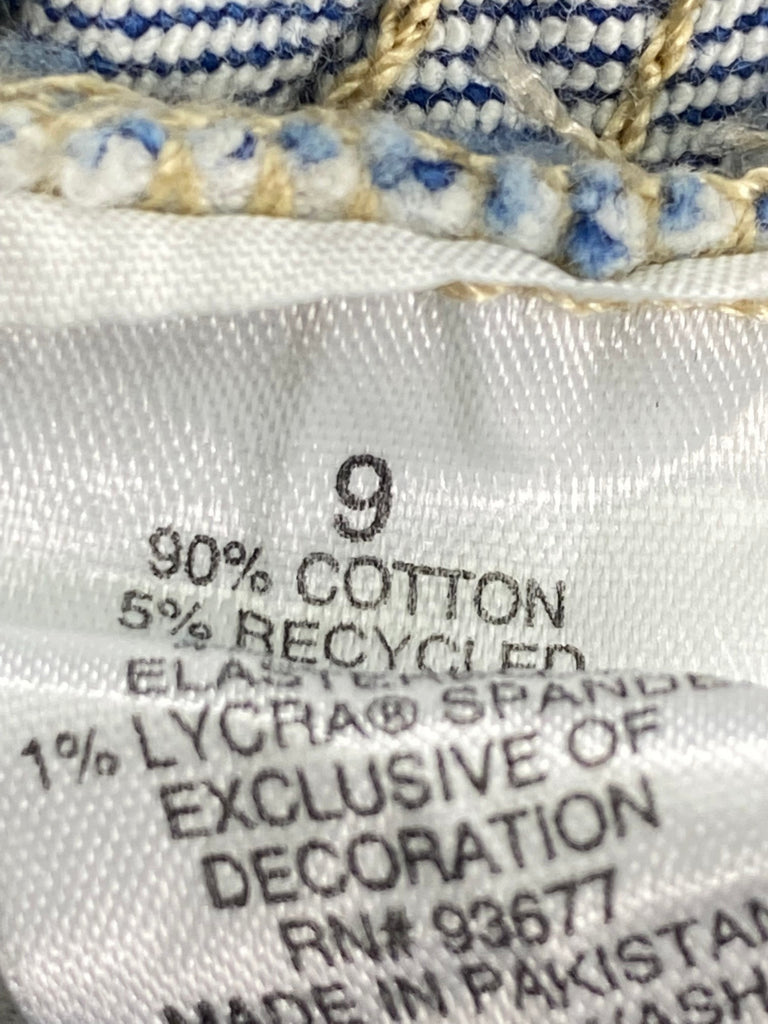 9
90% COTTON
5% RECYCLED
1% LYCRA® SPANDEX
EXCLUSIVE OF
DECORATION
RN# 93677
MADE IN PAKISTAN